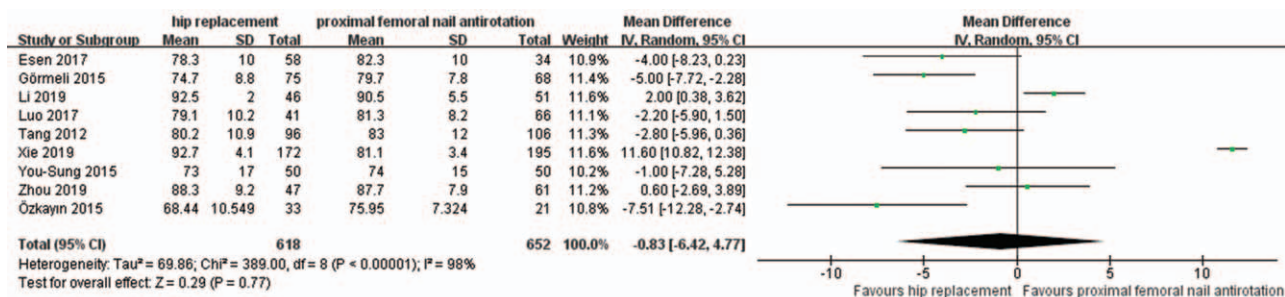 hip replacement proximal femoral nail antirotation Mean Difference Mean Difference
Study or Subgroup Mean SD Total Mean SD Total Weight IV, Random, 95% CI IV, Random, 95% CI
Esen 2017 78.3 10 58 82.3 10 34 10.9% -4.00 [-8.23, 0.23]
Görmeli 2015 74.7 8.8 75 79.7 7.8 68 11.4% -5.00 [-7.72, -2.28]
Li 2019 92.5 2 46 90.5 5.5 51 11.6% 2.00 [0.38, 3.62]
Luo 2017 79.1 10.2 41 81.3 8.2 66 11.1% -2.20 [-5.90, 1.50]
Tang 2012 80.2 10.9 96 83 12 106 11.3% -2.80 [-5.96, 0.36]
Xie 2019 92.7 4.1 172 81.1 3.4 195 11.6% 11.60 [10.82, 12.38]
You-Sung 2015 73 17 50 74 15 50 10.2% -1.00 [-7.28, 5.28]
Zhou 2019 88.3 9.2 47 87.7 7.9 61 11.2% 0.60 [-2.69, 3.89]
Özkayın 2015 68.44 10.549 33 75.95 7.324 21 10.8% -7.51 [-12.28, -2.74]
Total (95% CI) 618 652 100.0% -0.83 [-6.42, 4.77]
Heterogeneity: Tau² = 69.86; Chi² = 389.00, df = 8 (P < 0.00001); I² = 98%
Test for overall effect: Z = 0.29 (P = 0.77)
-10 -5 0 5 10
Favours hip replacement Favours proximal femoral nail antirotation